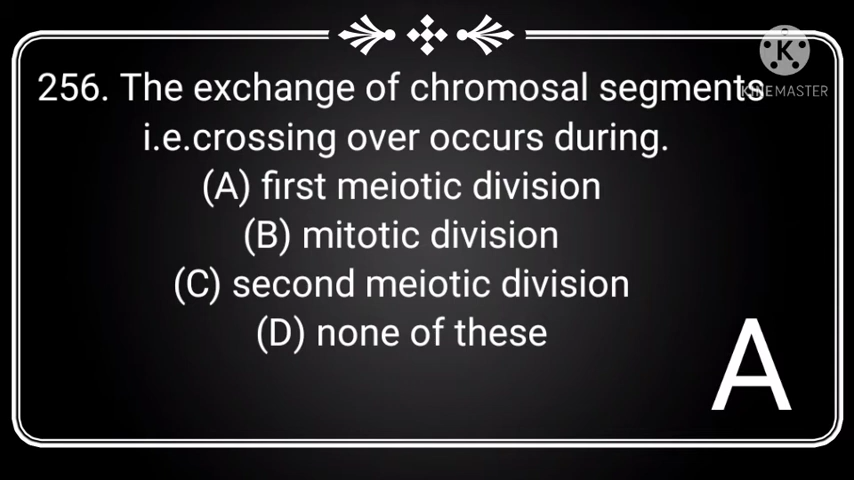 256. The exchange of chromosal segments
i.e.crossing over occurs during.
(A) first meiotic division
(B) mitotic division
(C) second meiotic division
(D) none of these
A
K
KINEMASTER